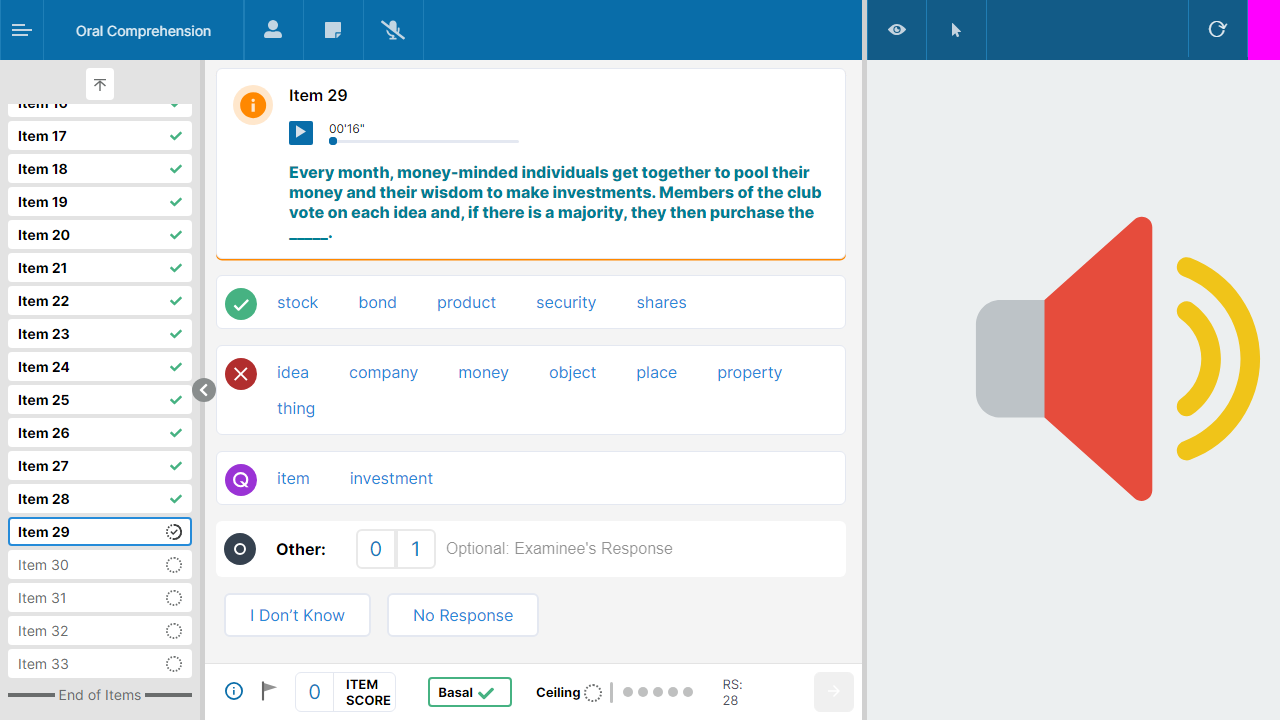 Oral Comprehension
Item 16
Item 17
Item 18
Item 19
Item 20
Item 21
Item 22
Item 23
Item 24
Item 25
Item 26
Item 27
Item 28
Item 29
Item 30
Item 31
Item 32
Item 33
End of Items
Item 29
00'16"
Every month, money-minded individuals get together to pool their
money and their wisdom to make investments. Members of the club
vote on each idea and, if there is a majority, they then purchase the
_____.
stock bond product security shares
idea company money object place property
thing
Q item investment
Other: 0 1 Optional: Examinee's Response
I Don’t Know No Response
0 ITEM
SCORE
Basal
Ceiling
RS:
28